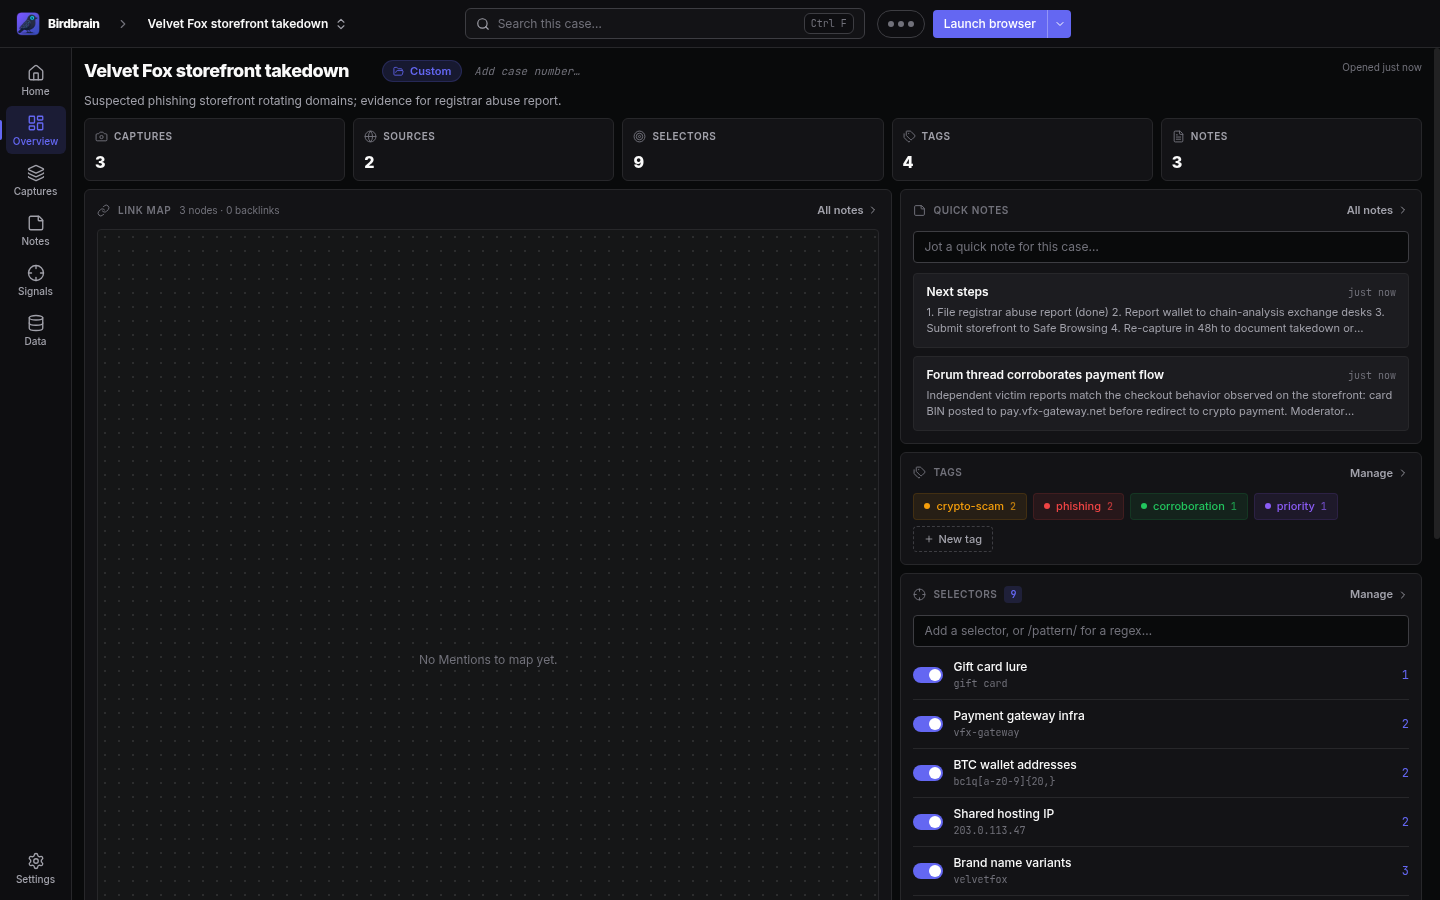 Birdbrain
Velvet Fox storefront takedown
Search this case...
Ctrl F
Launch browser
Home
Overview
Captures
Notes
Signals
Data
Settings
Velvet Fox storefront takedown
Custom
Add case number…
Opened just now
Suspected phishing storefront rotating domains; evidence for registrar abuse report.
CAPTURES
3
SOURCES
2
SELECTORS
9
TAGS
4
NOTES
3
LINK MAP 3 nodes · 0 backlinks
All notes
No Mentions to map yet.
QUICK NOTES
All notes
Jot a quick note for this case...
Next steps
just now
1. File registrar abuse report (done) 2. Report wallet to chain-analysis exchange desks 3.
Submit storefront to Safe Browsing 4. Re-capture in 48h to document takedown or...
Forum thread corroborates payment flow
just now
Independent victim reports match the checkout behavior observed on the storefront: card
BIN posted to pay.vfx-gateway.net before redirect to crypto payment. Moderator...
TAGS
Manage
crypto-scam 2
phishing 2
corroboration 1
priority 1
+ New tag
SELECTORS 9
Manage
Add a selector, or /pattern/ for a regex...
Gift card lure
gift card
1
Payment gateway infra
vfx-gateway
2
BTC wallet addresses
bc1q[a-z0-9]{20,}
2
Shared hosting IP
203.0.113.47
2
Brand name variants
velvetfox
3